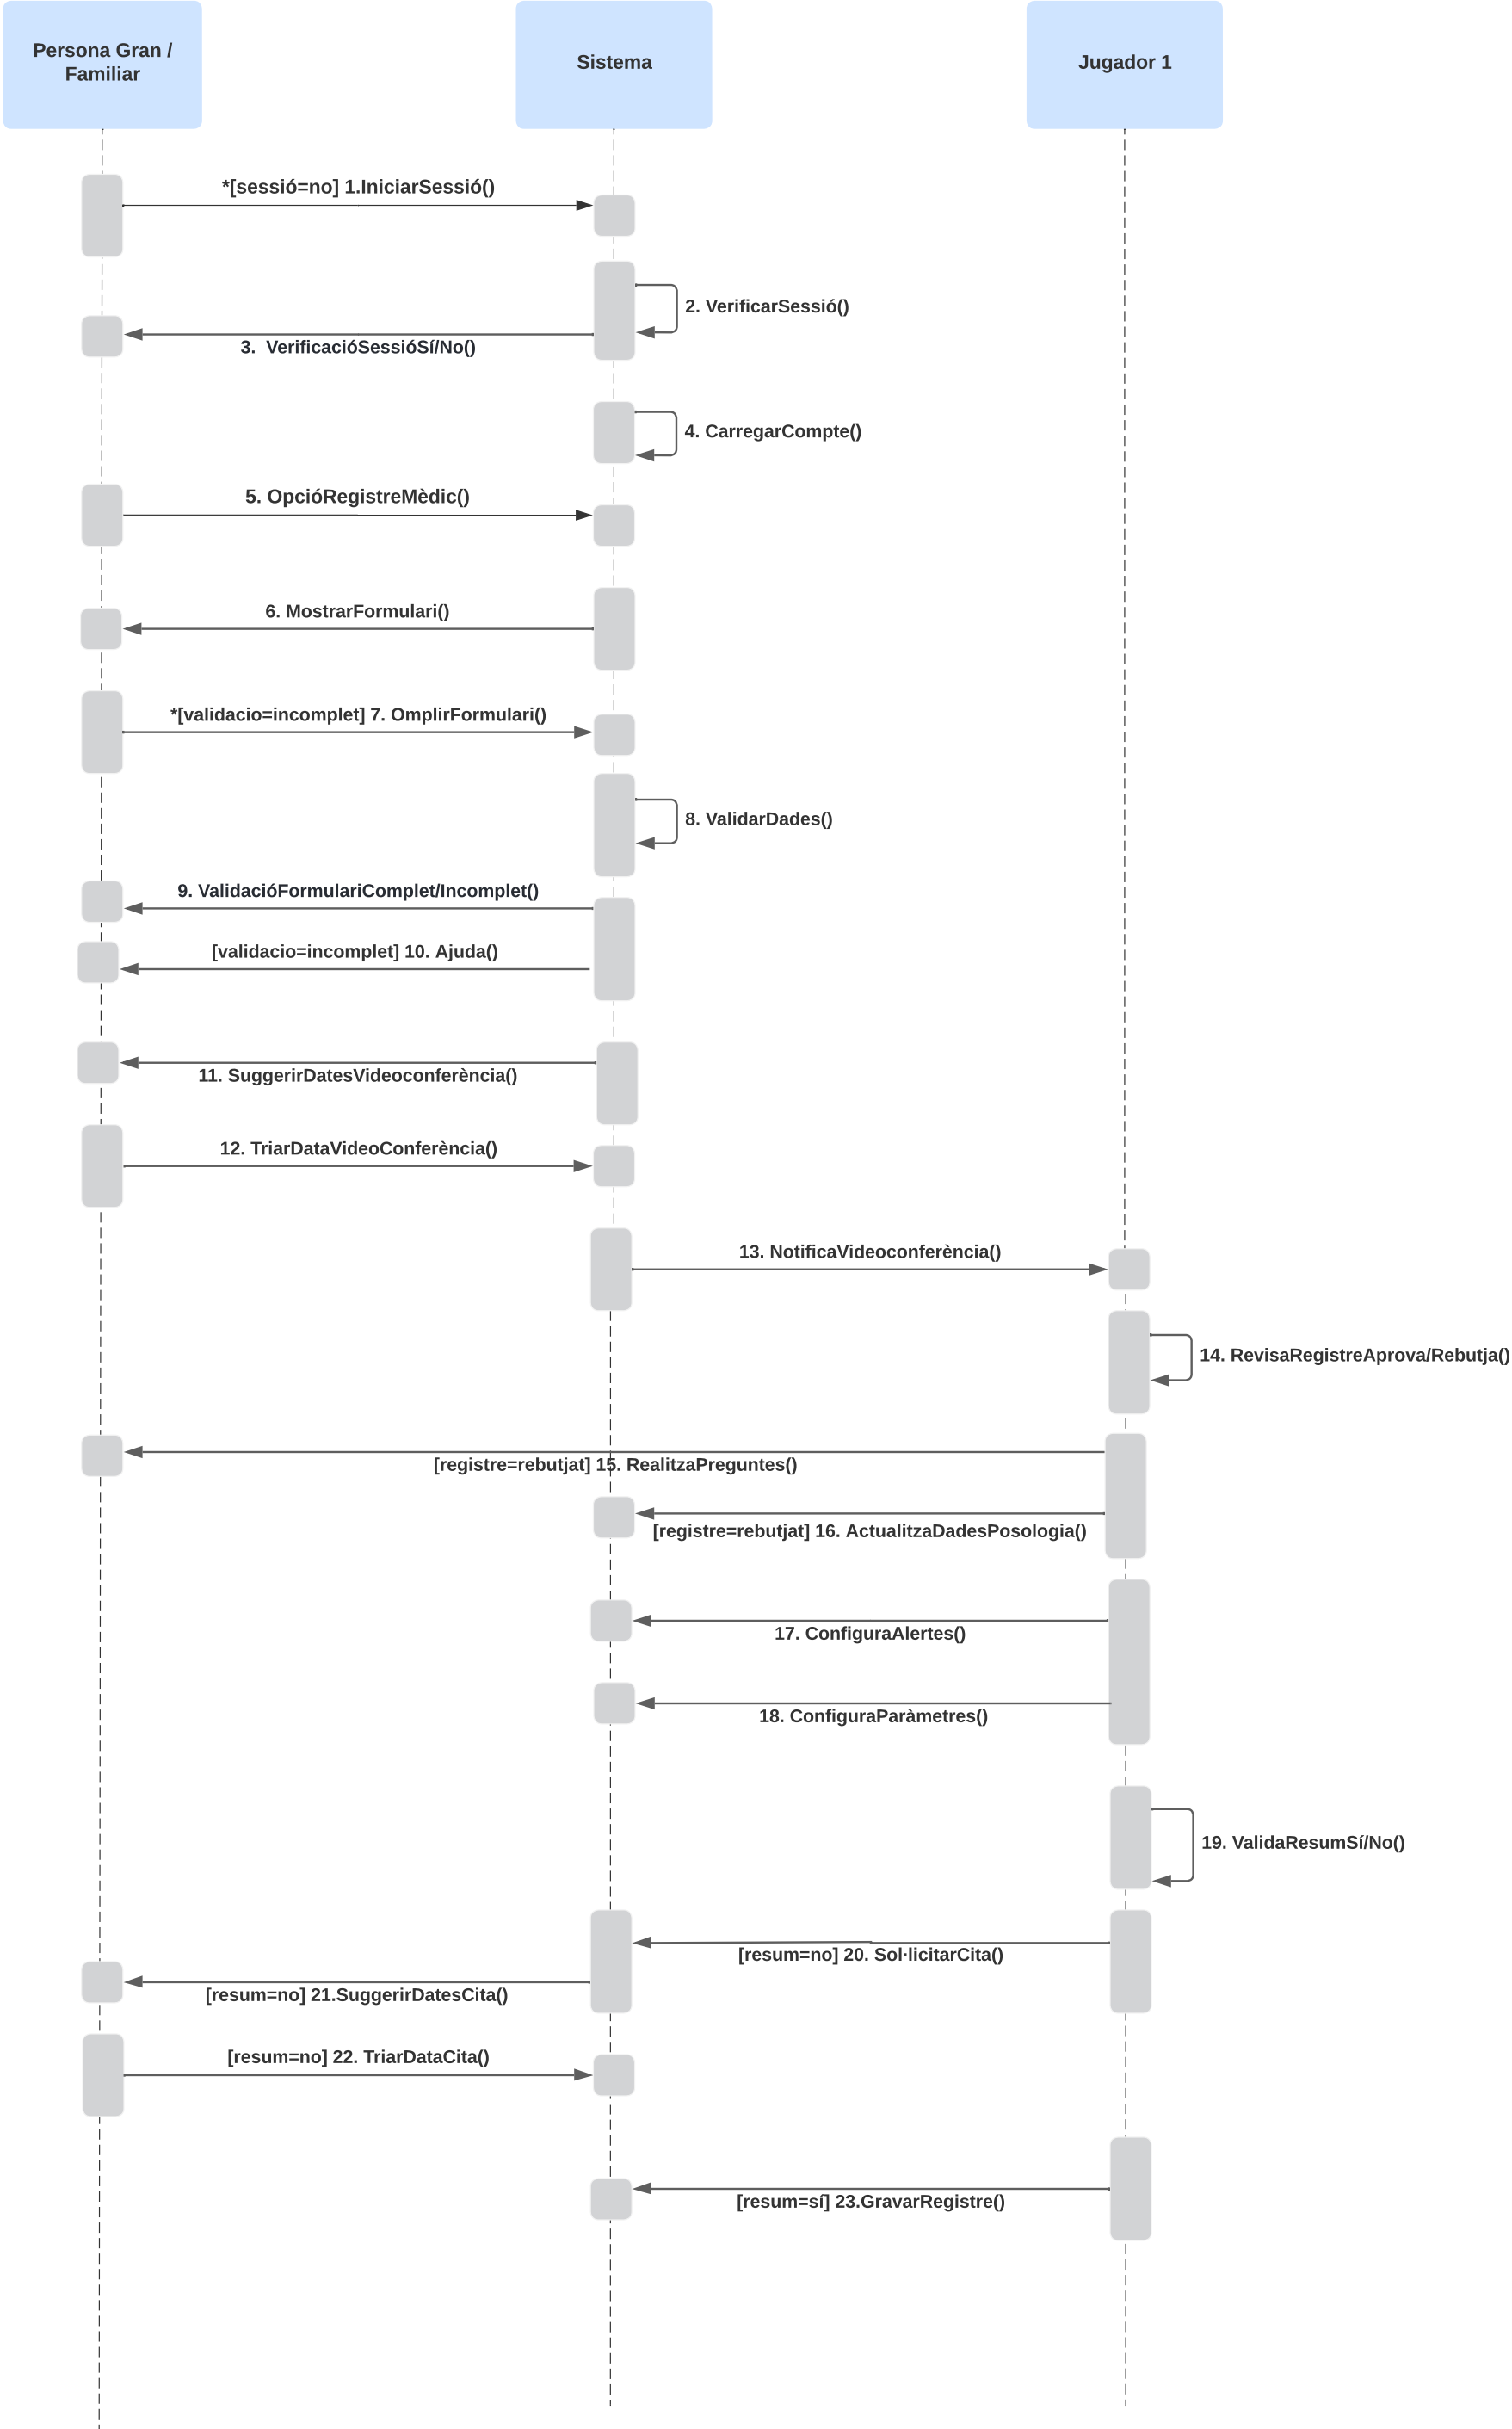 Persona Gran /
Familiar
Sistema
Jugador 1
*[sessió=no] 1.IniciarSessió()
2. VerificarSessió()
3.  VerificacióSessióSí/No()
4. CarregarCompte()
5. OpcióRegistreMèdic()
6. MostrarFormulari()
*[validacio=incomplet] 7. OmplirFormulari()
8. ValidarDades()
9. ValidacióFormulariComplet/Incomplet()
[validacio=incomplet] 10. Ajuda()
11. SuggerirDatesVideoconferència()
12. TriarDataVideoConferència()
13. NotificaVideoconferència()
14. RevisaRegistreAprova/Rebutja()
[registre=rebutjat] 15. RealitzaPreguntes()
[registre=rebutjat] 16. ActualitzaDadesPosologia()
17. ConfiguraAlertes()
18. ConfiguraParàmetres()
19. ValidaResumSí/No()
[resum=no] 20. Sol·licitarCita()
[resum=no] 21.SuggerirDatesCita()
[resum=no] 22. TriarDataCita()
[resum=sí] 23.GravarRegistre()